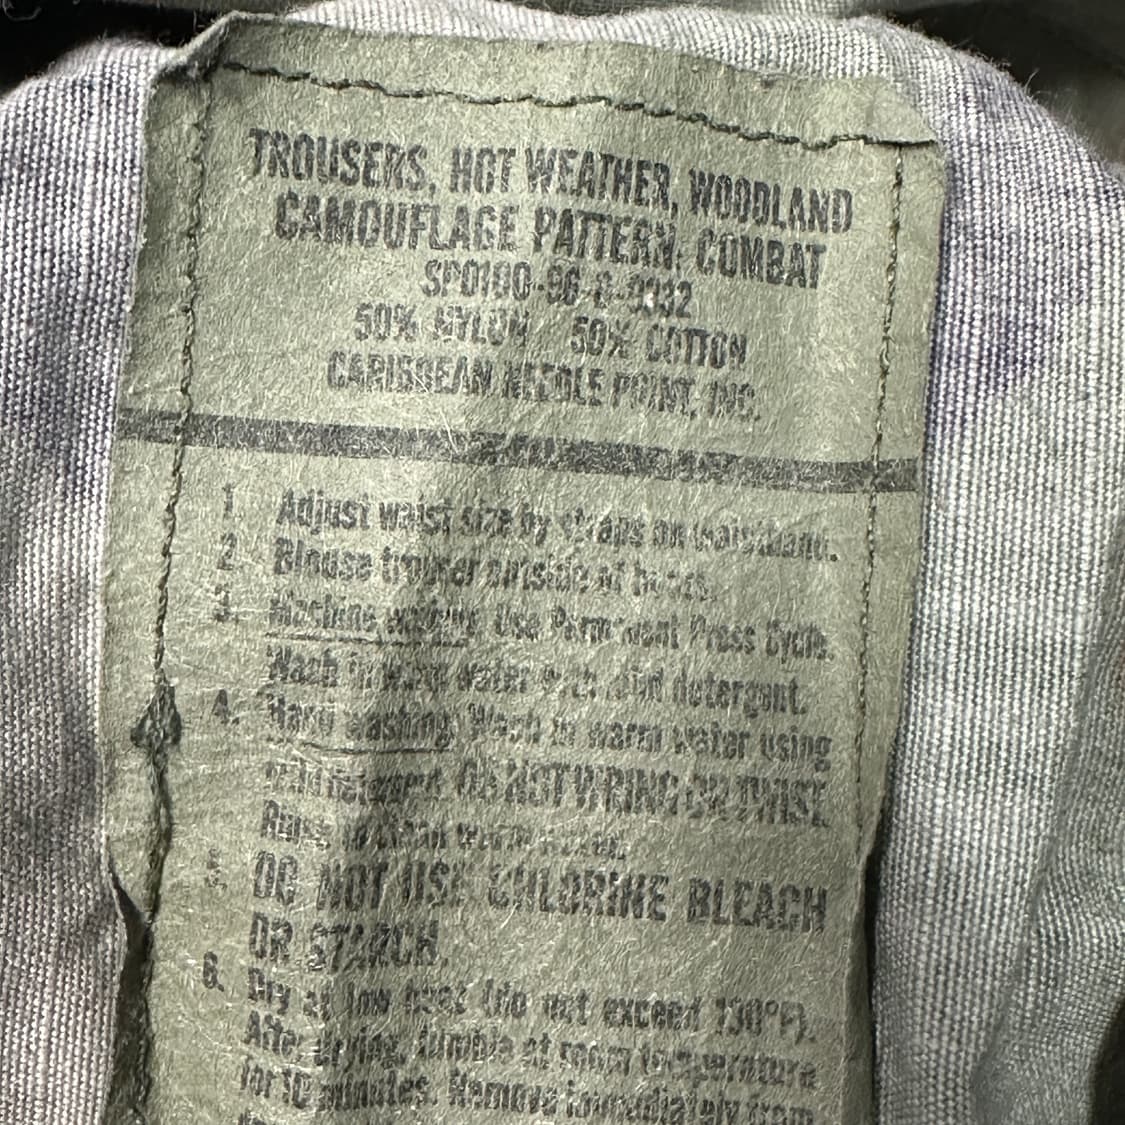 TROUSERS, HOT WEATHER, WOODLAND
CAMOUFLAGE PATTERN, COMBAT
SP0100-96-
50% NYLON 50% COTTON
CARIBBEAN NEEDLE POINT, INC.
1. Adjust waist size by straps on waistband.
2. Blouse trouser outside of boots.
3. Machine washing: Use Permanent Press Cycle.
Wash in warm water with mild detergent.
4. Hand washing: Wash in warm water using
mild detergent. DO NOT WRING OR TWIST.
Rinse in clean warm water.
5. DO NOT USE CHLORINE BLEACH
OR STARCH.
6. Dry at low heat (do not exceed 130°F).
After drying, tumble at room temperature
for 10 minutes. Remove immediately from